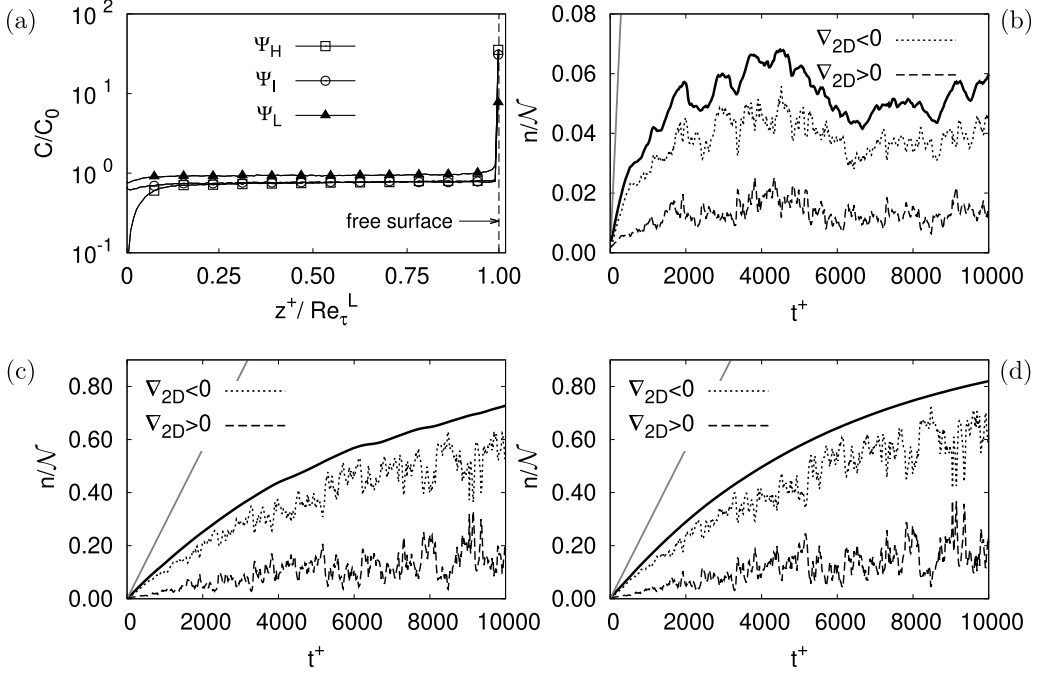 (a)
10^2
10^1
10^0
10^-1
C/C_0
Ψ_H
Ψ_I
Ψ_L
free surface
0 0.25 0.50 0.75 1.00
z^+/ Re_τ^L
(b)
0.08
0.06
0.04
0.02
0.00
n/𝒩
∇_2D<0
∇_2D>0
0 2000 4000 6000 8000 10000
t^+
(c)
0.80
0.60
0.40
0.20
0.00
n/𝒩
∇_2D<0
∇_2D>0
0 2000 4000 6000 8000 10000
t^+
(d)
0.80
0.60
0.40
0.20
0.00
n/𝒩
∇_2D<0
∇_2D>0
0 2000 4000 6000 8000 10000
t^+